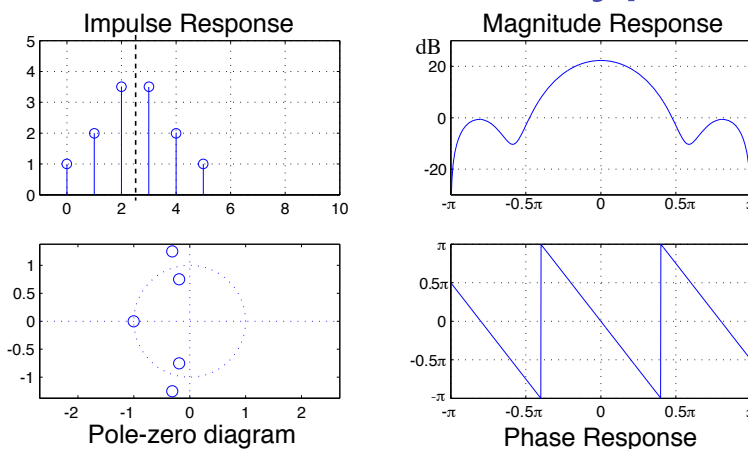 Impulse Response
5
4
3
2
1
0
0 2 4 6 8 10
Magnitude Response
dB
20
0
-20
-π -0.5π 0 0.5π
1
0.5
0
-0.5
-1
-2 -1 0 1 2
Pole-zero diagram
π
0.5π
0
-0.5π
-π
-π -0.5π 0 0.5π
Phase Response